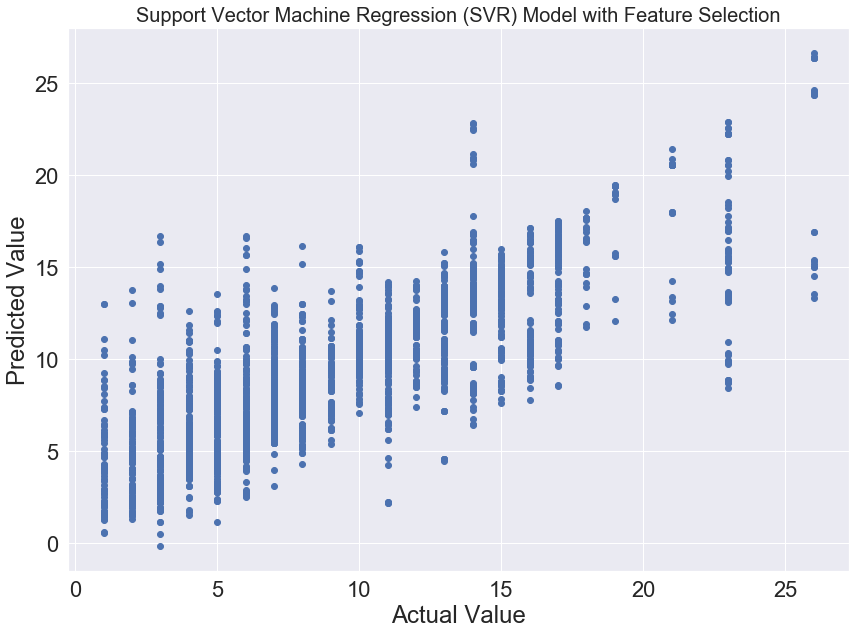 Support Vector Machine Regression (SVR) Model with Feature Selection
25
20
15
10
5
0
Predicted Value
0 5 10 15 20 25
Actual Value